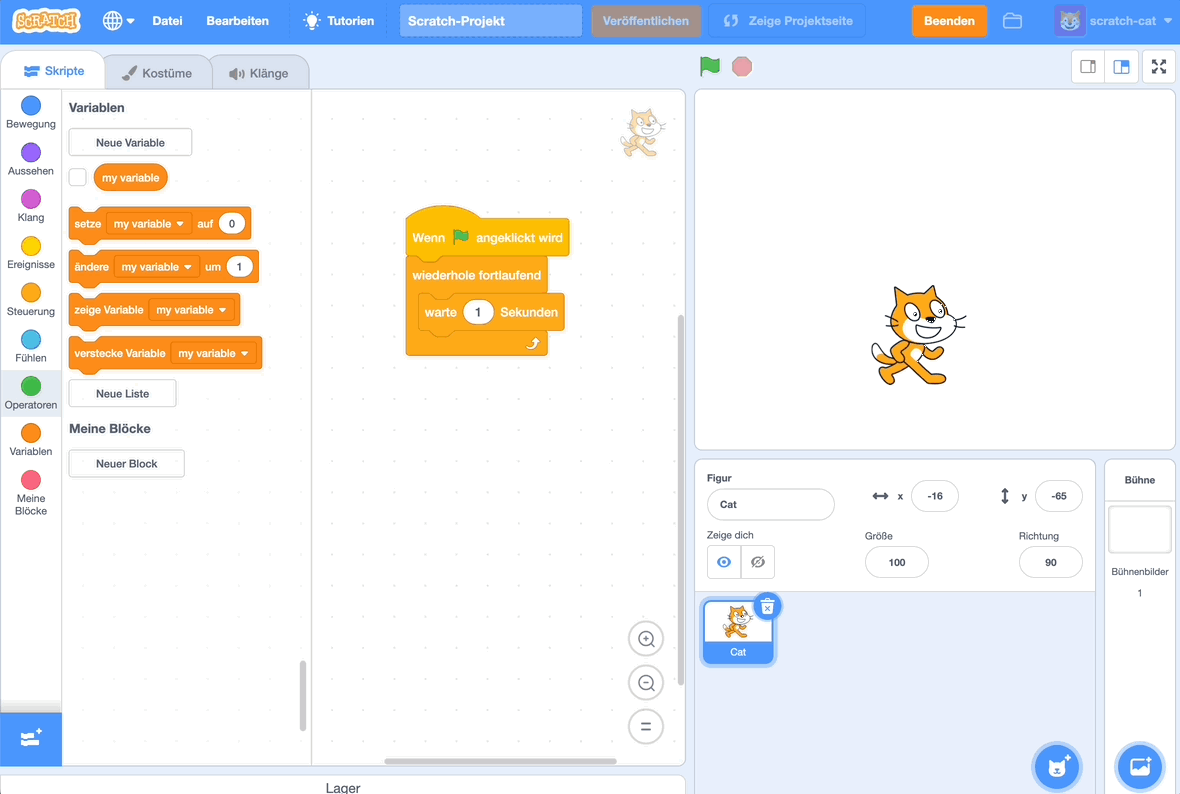 SCRATCH
Datei
Bearbeiten
Tutorien
Scratch-Projekt
Veröffentlichen
Zeige Projektseite
Beenden
scratch-cat
Skripte
Kostüme
Klänge
Bewegung
Aussehen
Klang
Ereignisse
Steuerung
Fühlen
Operatoren
Variablen
Meine
Blöcke
Variablen
Neue Variable
my variable
setze my variable auf 0
ändere my variable um 1
zeige Variable my variable
verstecke Variable my variable
Neue Liste
Meine Blöcke
Neuer Block
Wenn angeklickt wird
wiederhole fortlaufend
warte 1 Sekunden
Lager
Figur
Cat
x -16
y -65
Zeige dich
Größe
100
Richtung
90
Cat
Bühne
Bühnenbilder
1